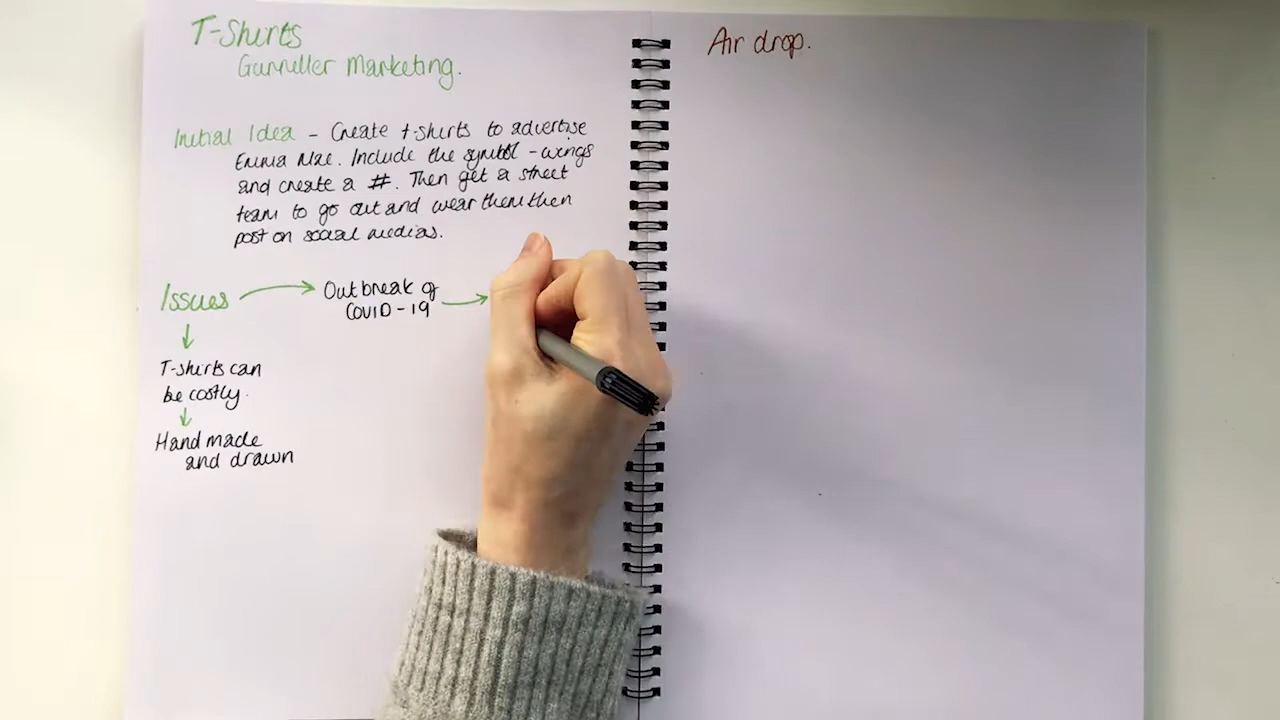 T-Shirts
Gurruller Marketing.
Initial Idea - Create t-shirts to advertise
Emma Mae. Include the symbol - wings
and create a #. Then get a street
team to go out and wear them then
post on social medias.
Issues
Outbreak of
COVID-19
T-shirts can
be costly.
Hand made
and drawn
Air drop.